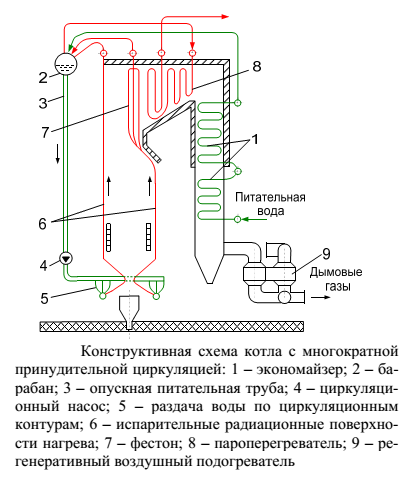 2
3
7
8
1
6
Питательная
вода
4
9
Дымовые
газы
5
Конструктивная схема котла с многократной
принудительной циркуляцией: 1 – экономайзер; 2 – ба-
рабан; 3 – опускная питательная труба; 4 – циркуляци-
онный насос; 5 – раздача воды по циркуляционным
контурам; 6 – испарительные радиационные поверхно-
сти нагрева; 7 – фестон; 8 – пароперегреватель; 9 – ре-
генеративный воздушный подогреватель